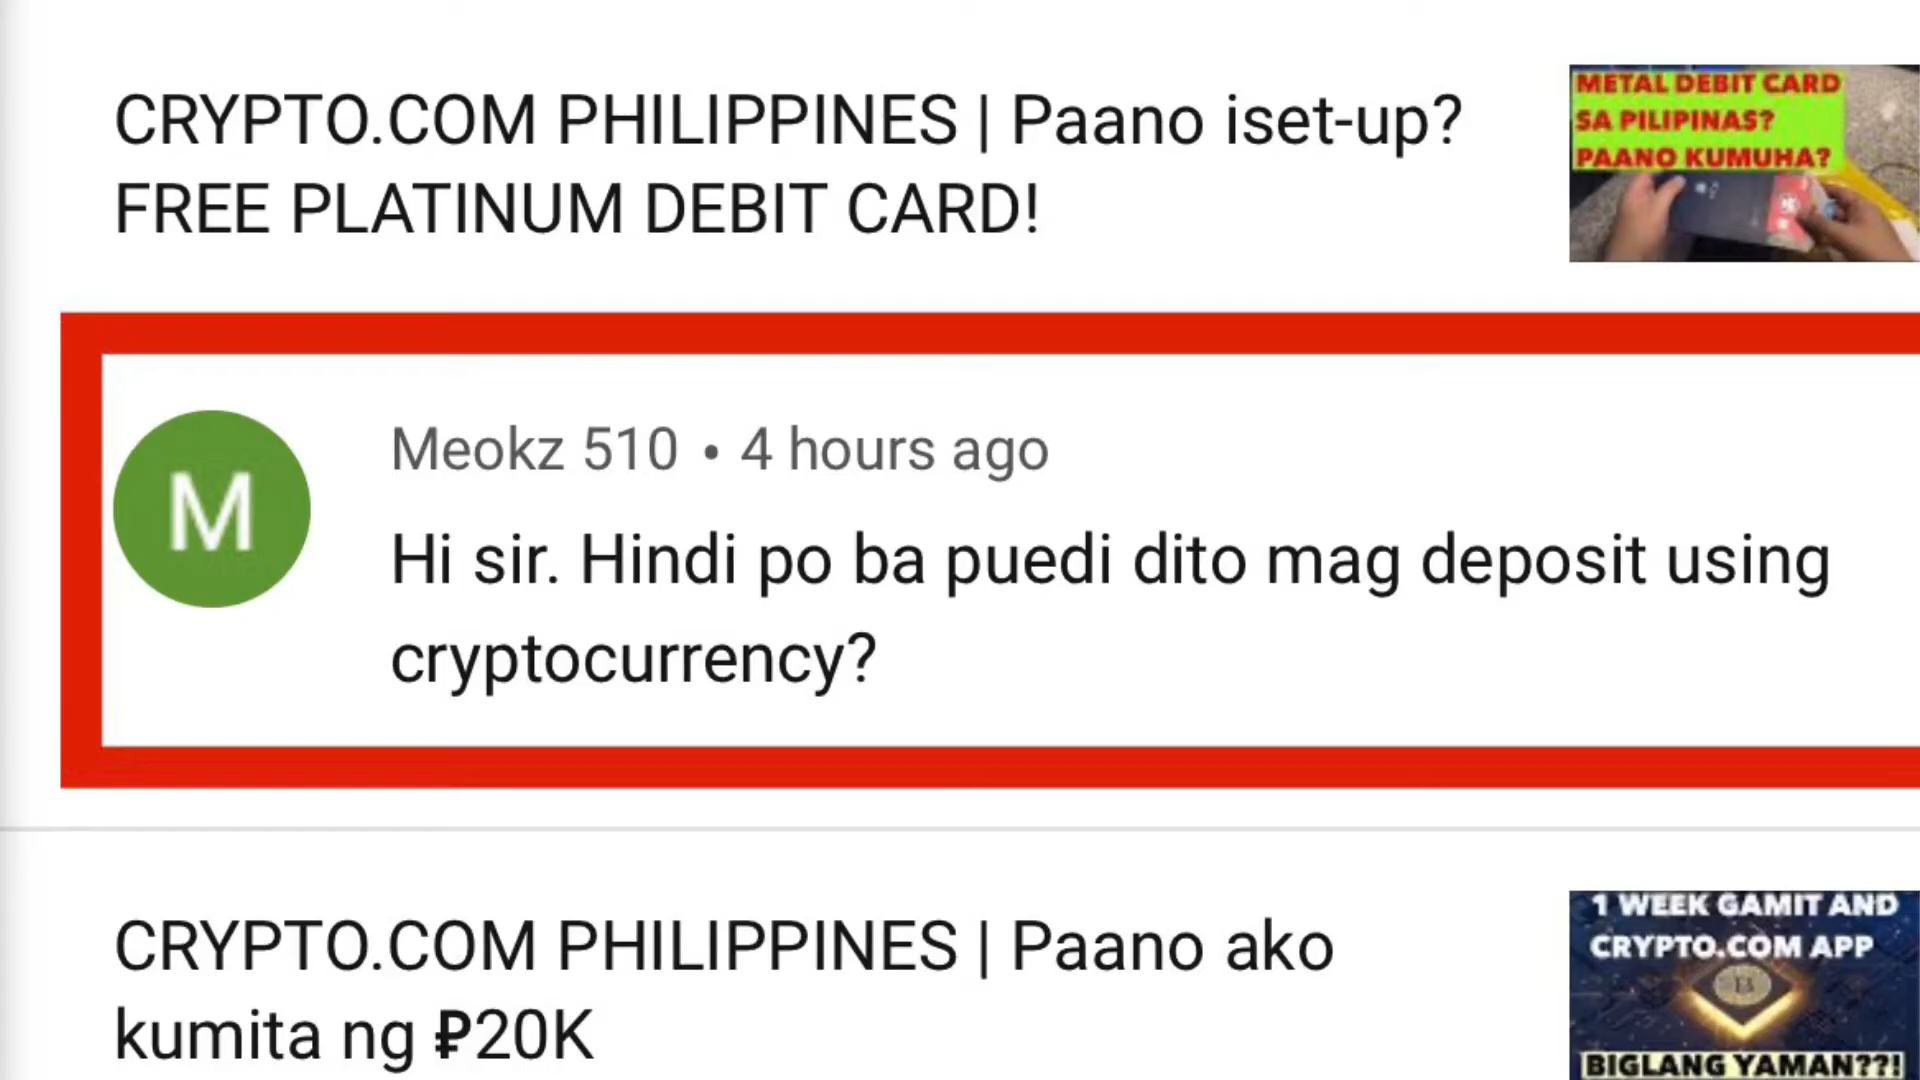 CRYPTO.COM PHILIPPINES | Paano iset-up?
FREE PLATINUM DEBIT CARD!
METAL DEBIT CARD
SA PILIPINAS?
PAANO KUMUHA?
M
Meokz 510 • 4 hours ago
Hi sir. Hindi po ba puedi dito mag deposit using
cryptocurrency?
CRYPTO.COM PHILIPPINES | Paano ako
kumita ng ₽20K
1 WEEK GAMIT AND
CRYPTO.COM APP
BIGLANG YAMAN??!